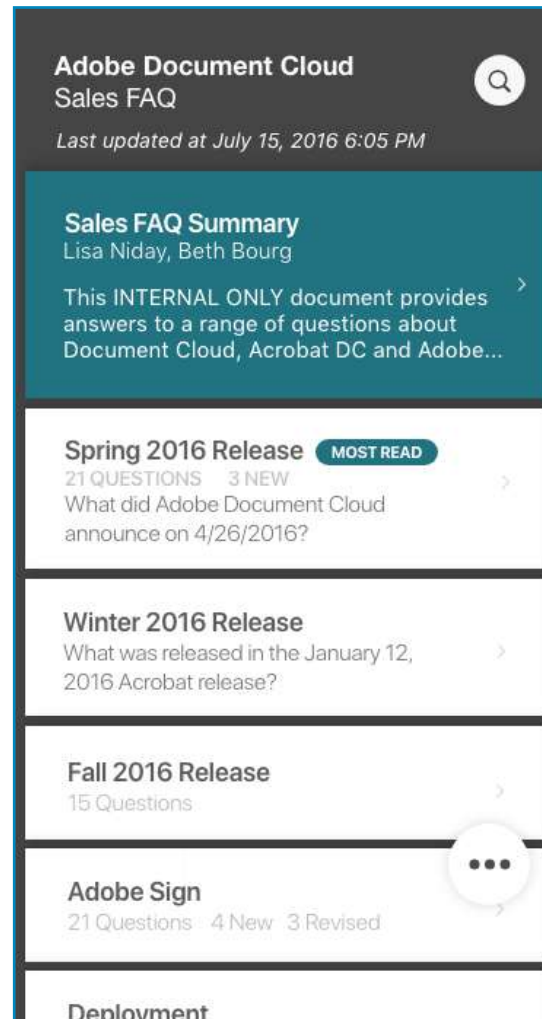 Adobe Document Cloud
Sales FAQ
Last updated at July 15, 2016 6:05 PM
Sales FAQ Summary
Lisa Niday, Beth Bourg
This INTERNAL ONLY document provides
answers to a range of questions about
Document Cloud, Acrobat DC and Adobe...
Spring 2016 Release MOST READ
21 QUESTIONS 3 NEW
What did Adobe Document Cloud
announce on 4/26/2016?
Winter 2016 Release
What was released in the January 12,
2016 Acrobat release?
Fall 2016 Release
15 Questions
Adobe Sign
21 Questions 4 New 3 Revised
Deployment